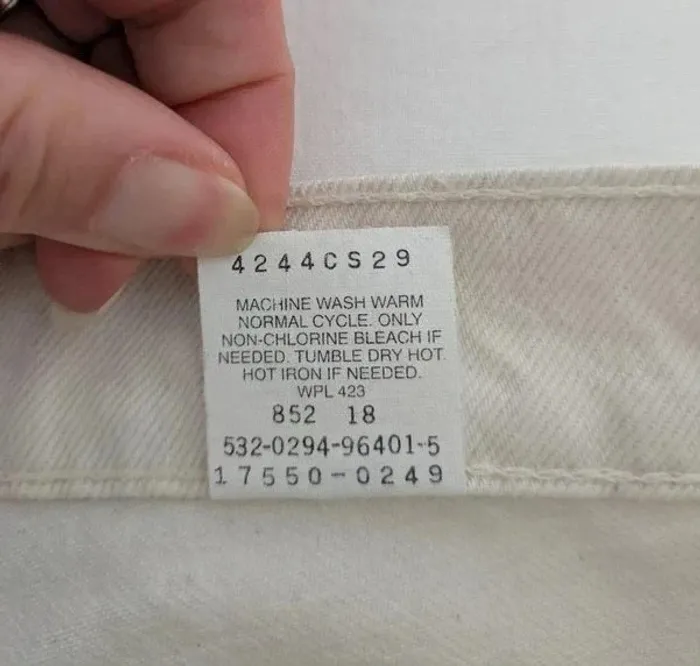 4244CS29
MACHINE WASH WARM
NORMAL CYCLE. ONLY
NON-CHLORINE BLEACH IF
NEEDED. TUMBLE DRY HOT.
HOT IRON IF NEEDED.
WPL 423
852 18
532-0294-96401-5
17550-0249